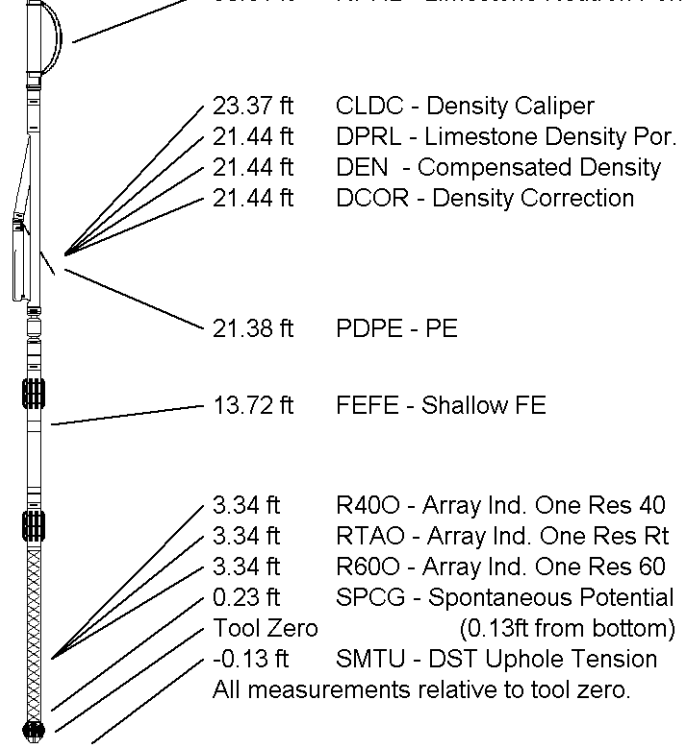 23.37 ft CLDC - Density Caliper
21.44 ft DPRL - Limestone Density Por.
21.44 ft DEN - Compensated Density
21.44 ft DCOR - Density Correction
21.38 ft PDPE - PE
13.72 ft FEFE - Shallow FE
3.34 ft R40O - Array Ind. One Res 40
3.34 ft RTAO - Array Ind. One Res Rt
3.34 ft R60O - Array Ind. One Res 60
0.23 ft SPCG - Spontaneous Potential
Tool Zero (0.13ft from bottom)
-0.13 ft SMTU - DST Uphole Tension
All measurements relative to tool zero.